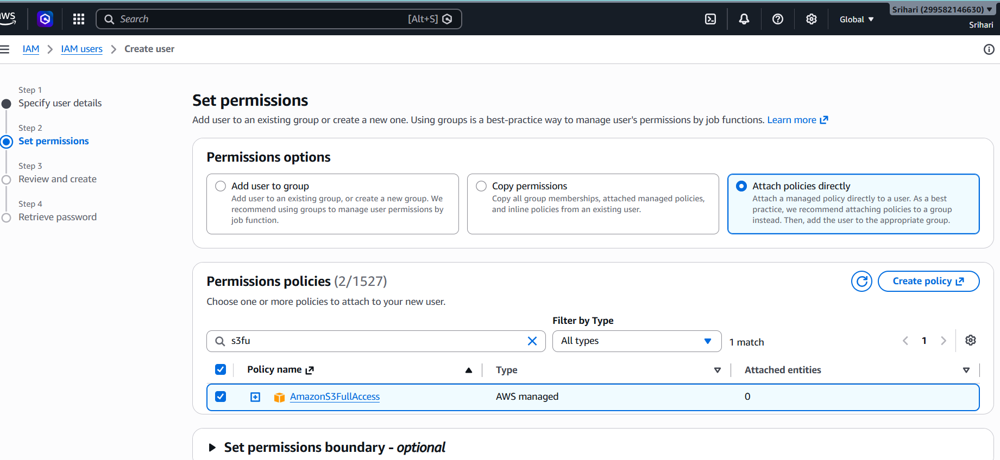 aws
Search [Alt+S]
Global
Srihari (299582146630)
Srihari
IAM
IAM users
Create user
Step 1
Specify user details
Step 2
Set permissions
Step 3
Review and create
Step 4
Retrieve password
Set permissions
Add user to an existing group or create a new one. Using groups is a best-practice way to manage user's permissions by job functions. Learn more
Permissions options
Add user to group
Add user to an existing group, or create a new group. We
recommend using groups to manage user permissions by
job function.
Copy permissions
Copy all group memberships, attached managed policies,
and inline policies from an existing user.
Attach policies directly
Attach a managed policy directly to a user. As a best
practice, we recommend attaching policies to a group
instead. Then, add the user to the appropriate group.
Permissions policies (2/1527)
Create policy
Choose one or more policies to attach to your new user.
Filter by Type
s3fu
All types
1 match
1
Policy name
Type
Attached entities
AmazonS3FullAccess
AWS managed
0
Set permissions boundary - optional